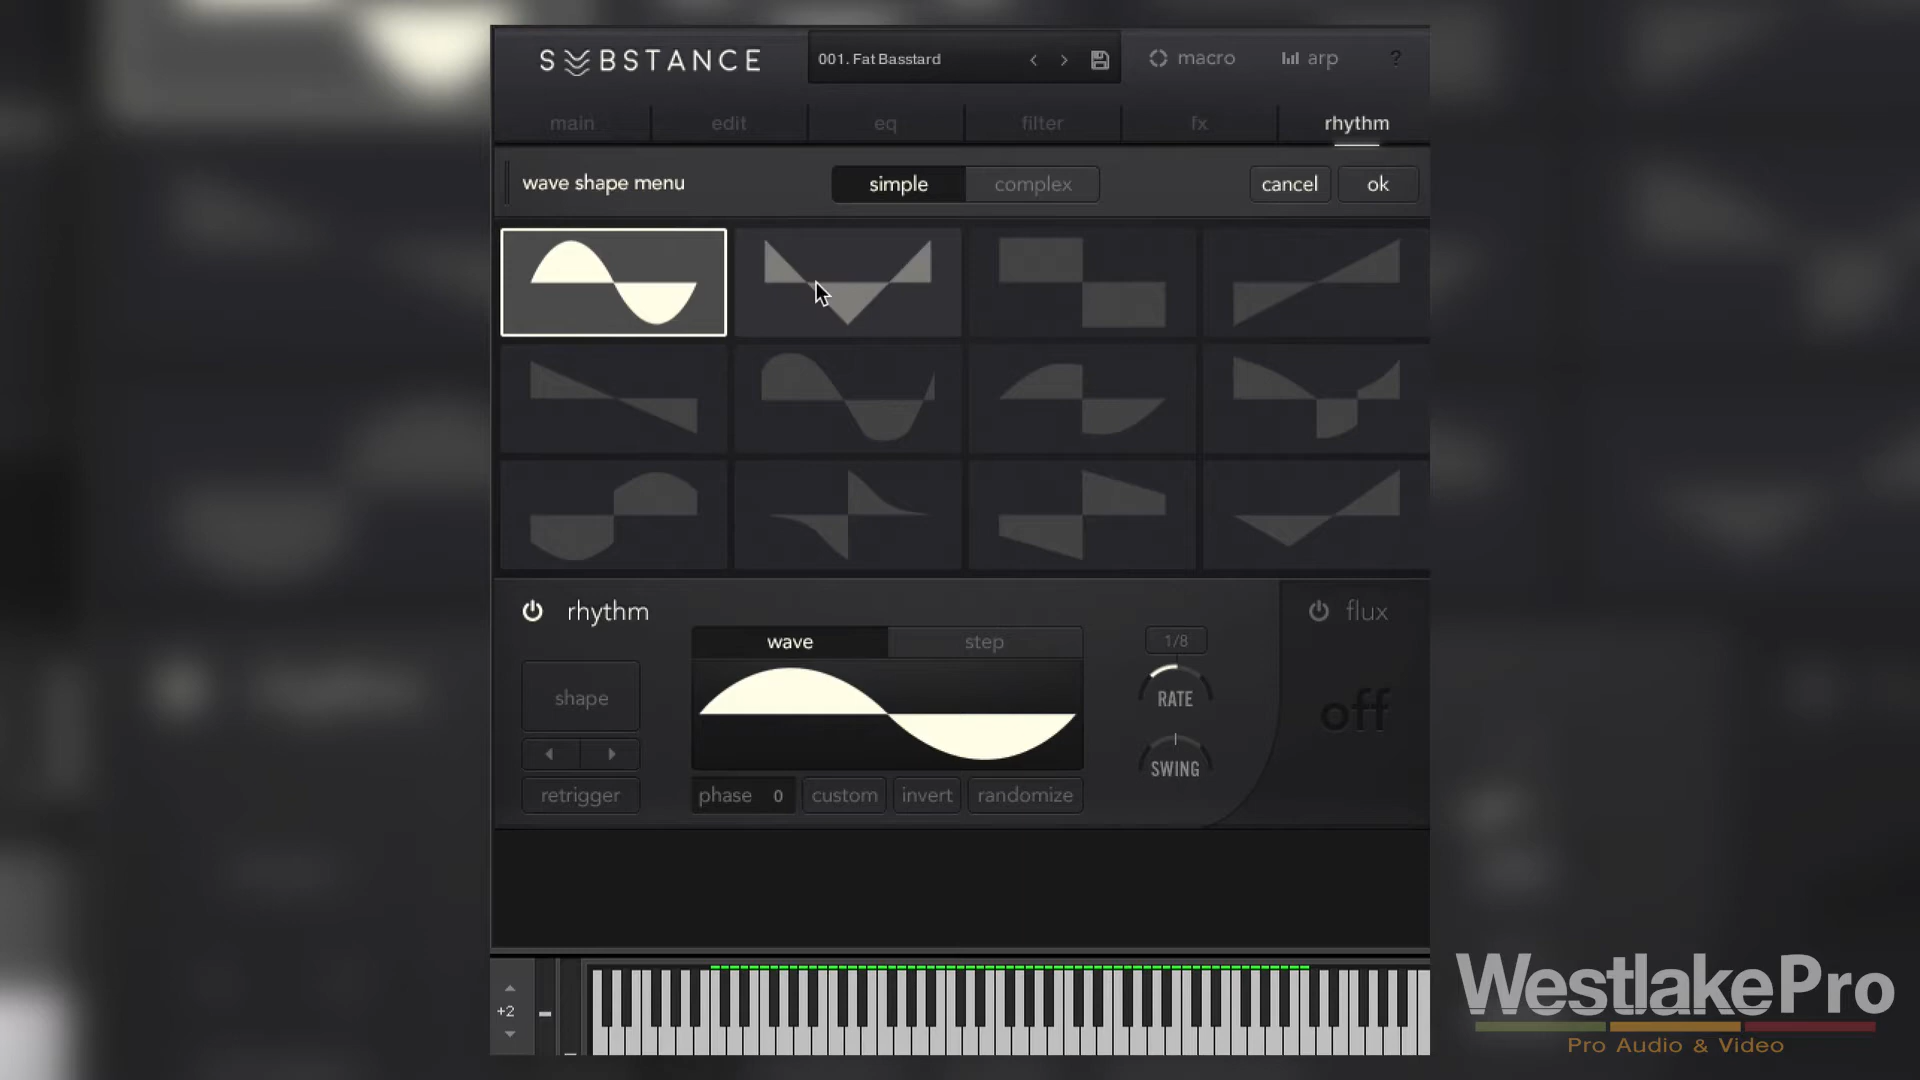 SUBSTANCE
001. Fat Basstard
macro
arp
?
main
edit
eq
filter
fx
rhythm
wave shape menu
simple
complex
cancel
ok
rhythm
flux
wave
step
1/8
shape
RATE
off
SWING
retrigger
phase 0
custom
invert
randomize
+2
WestlakePro
Pro Audio & Video